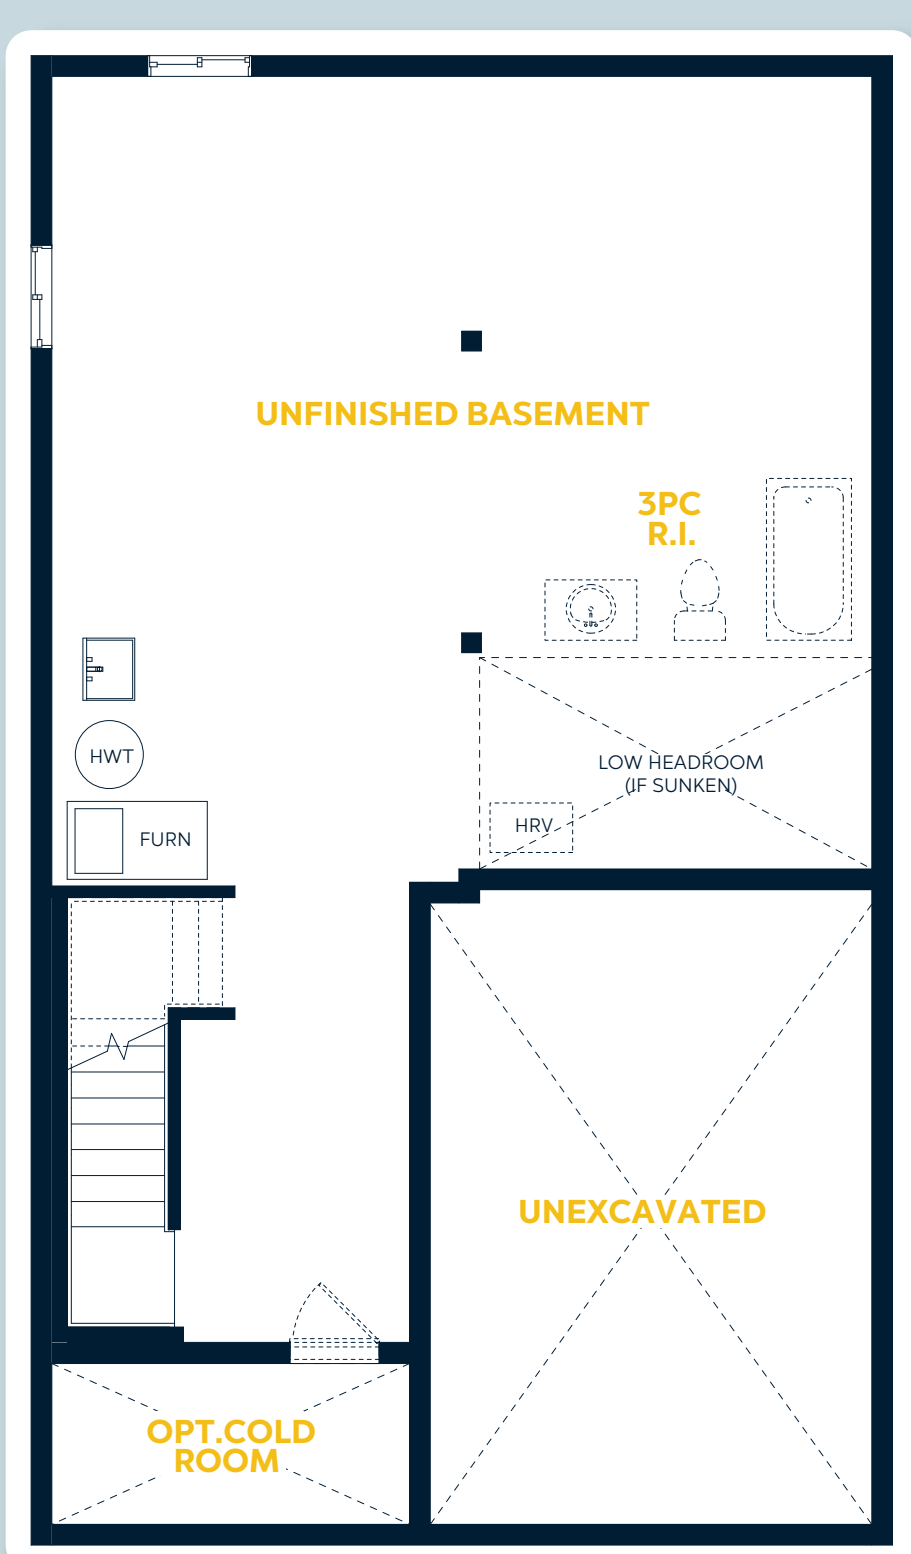 UNFINISHED BASEMENT
3PC
R.I.
HWT
LOW HEADROOM
(IF SUNKEN)
HRV
FURN
UNEXCAVATED
OPT.COLD
ROOM